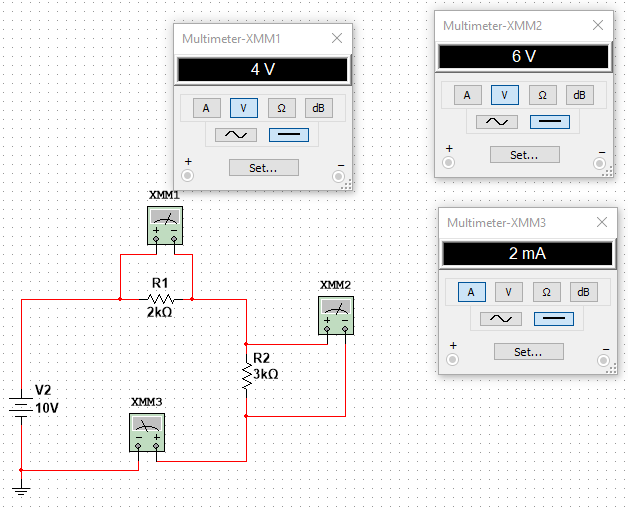 Multimeter-XMM1
4 V
A V Ω dB
+ −
Set...
Multimeter-XMM2
6 V
A V Ω dB
+ −
Set...
Multimeter-XMM3
2 mA
A V Ω dB
+ −
Set...
XMM1
+ −
R1
2kΩ
XMM2
+ −
R2
3kΩ
V2
10V
XMM3
− +